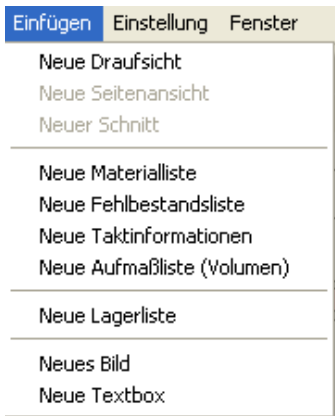 Einfügen Einstellung Fenster
Neue Draufsicht
Neue Seitenansicht
Neuer Schnitt
Neue Materialliste
Neue Fehlbestandsliste
Neue Taktinformationen
Neue Aufmaßliste (Volumen)
Neue Lagerliste
Neues Bild
Neue Textbox